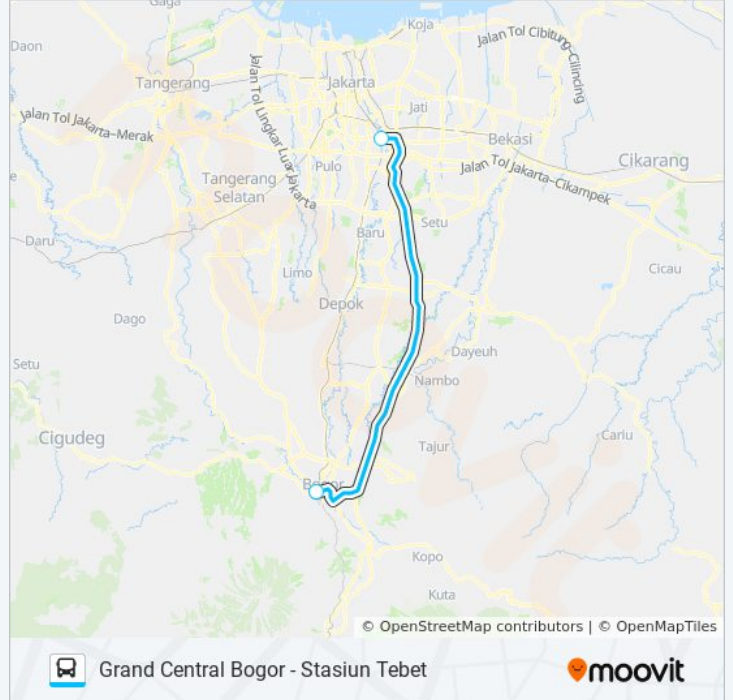 Gaga
Koja
Jalan Tol Cibitung-Cilincing
Daon
Tangerang
Jakarta
Jalan Tol Lingkar Luar Jakarta
Jati
Jalan Tol Jakarta-Merak
Bekasi
Cikarang
Pulo
Jalan Tol Jakarta-Cikampek
e
Tangerang
Selatan
Setu
Baru
Daru
Limo
Cicau
Depok
Dago
Dayeuh
Setu
Nambo
Cigudeg
Cariu
Tajur
Bogor
Kopo
Kuta
© OpenStreetMap contributors | © OpenMapTiles
Grand Central Bogor - Stasiun Tebet
moovit